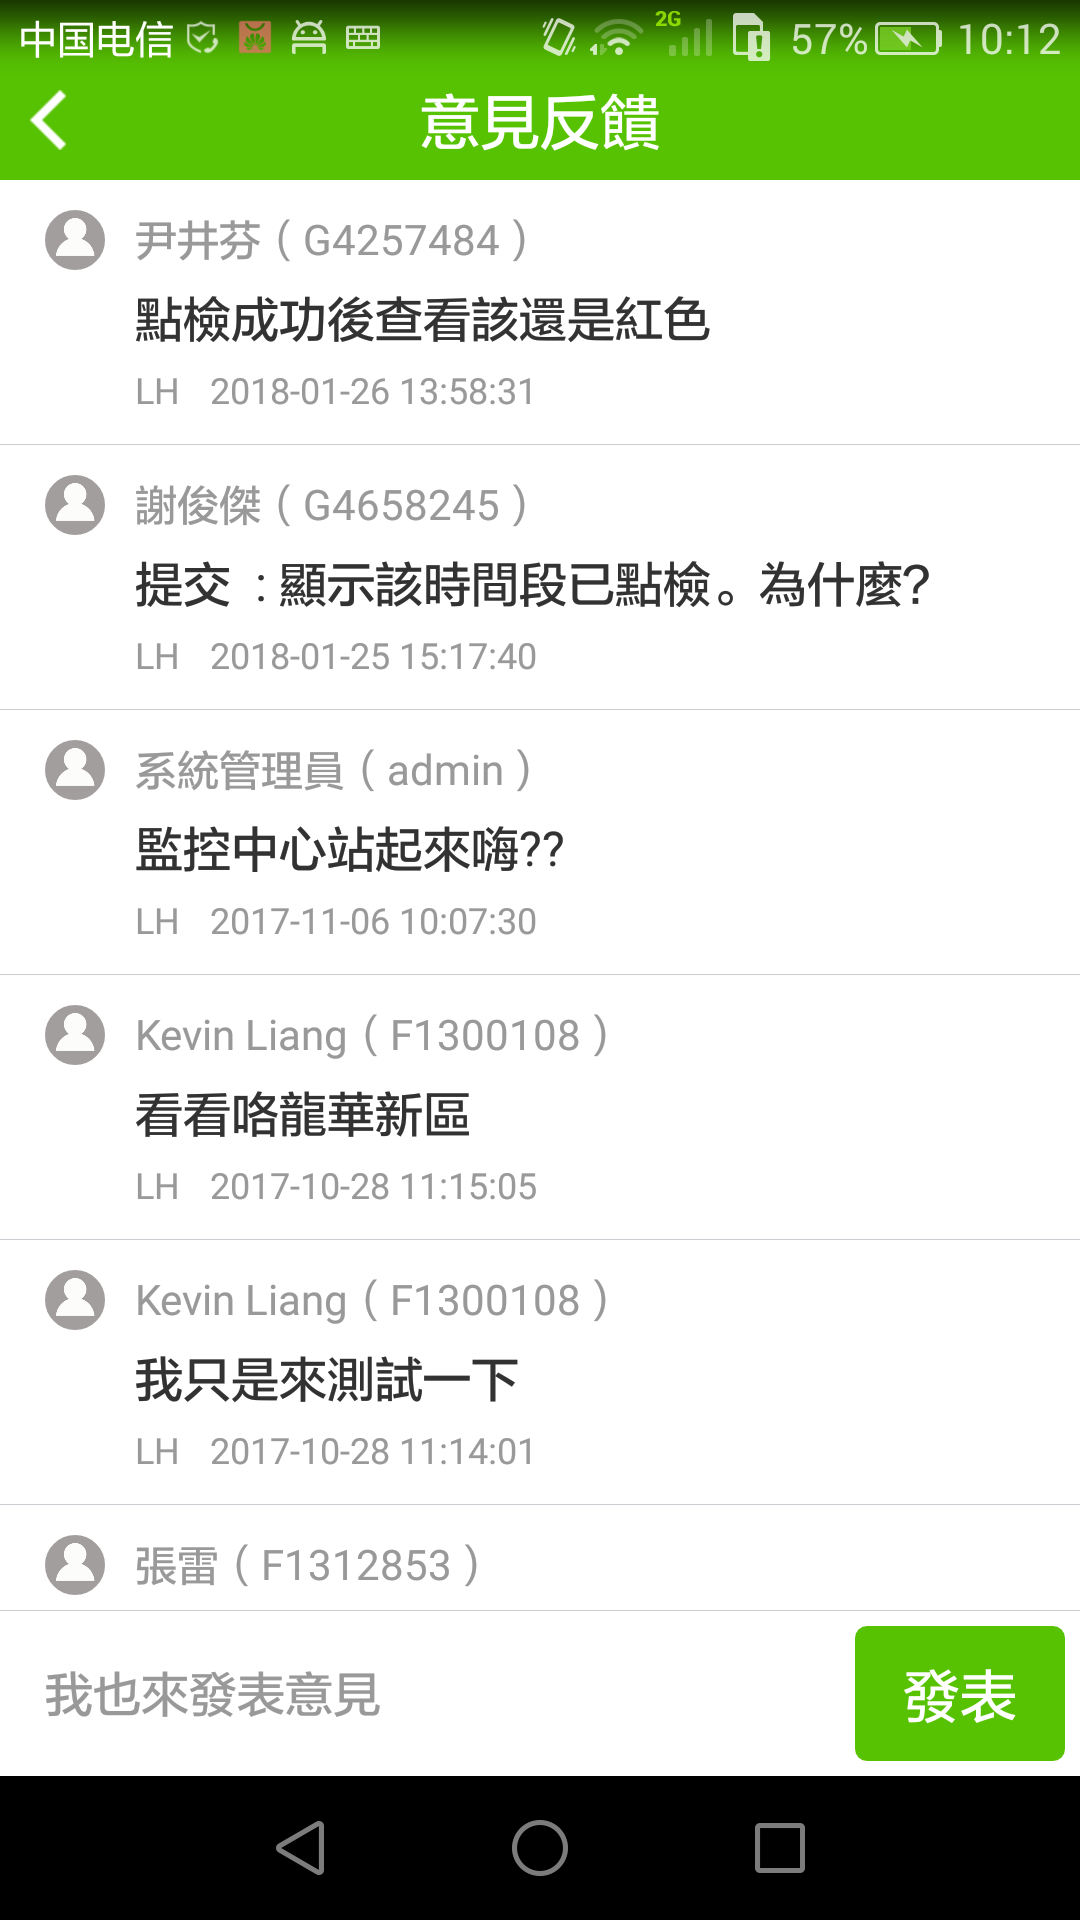 中国电信 2G 57% 10:12
意見反饋
尹井芬（G4257484）
點檢成功後查看該還是紅色
LH 2018-01-26 13:58:31
謝俊傑（G4658245）
提交：顯示該時間段已點檢。為什麼?
LH 2018-01-25 15:17:40
系統管理員（admin）
監控中心站起來嗨??
LH 2017-11-06 10:07:30
Kevin Liang（F1300108）
看看咯龍華新區
LH 2017-10-28 11:15:05
Kevin Liang（F1300108）
我只是來測試一下
LH 2017-10-28 11:14:01
張雷（F1312853）
我也來發表意見
發表